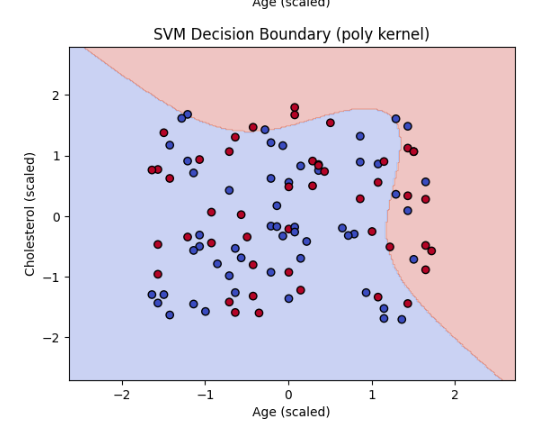 Age (scaled)
SVM Decision Boundary (poly kernel)
2
1
0
−1
−2
Cholesterol (scaled)
−2 −1 0 1 2
Age (scaled)